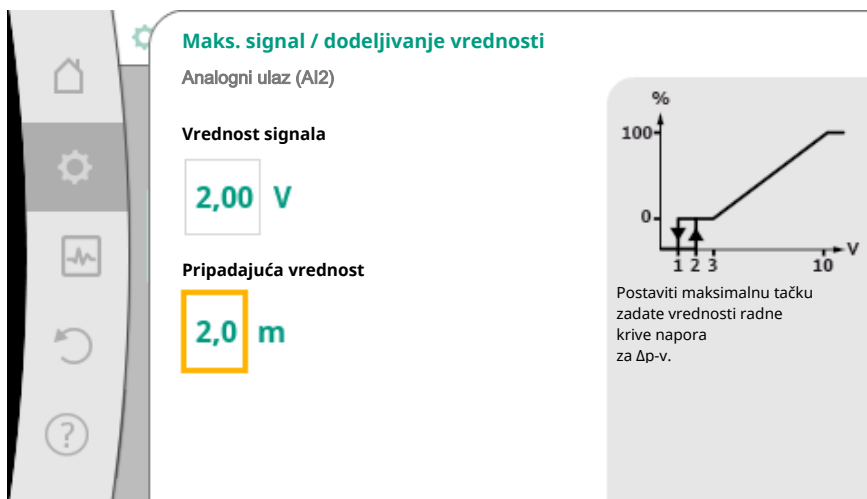 Maks. signal / dodeljivanje vrednosti
Analogni ulaz (AI2)
Vrednost signala
2,00 V
Pripadajuća vrednost
2,0 m
%
100
0
1 2 3 10 V
Postaviti maksimalnu tačku
zadate vrednosti radne
krive napora
za Δp-v.
?